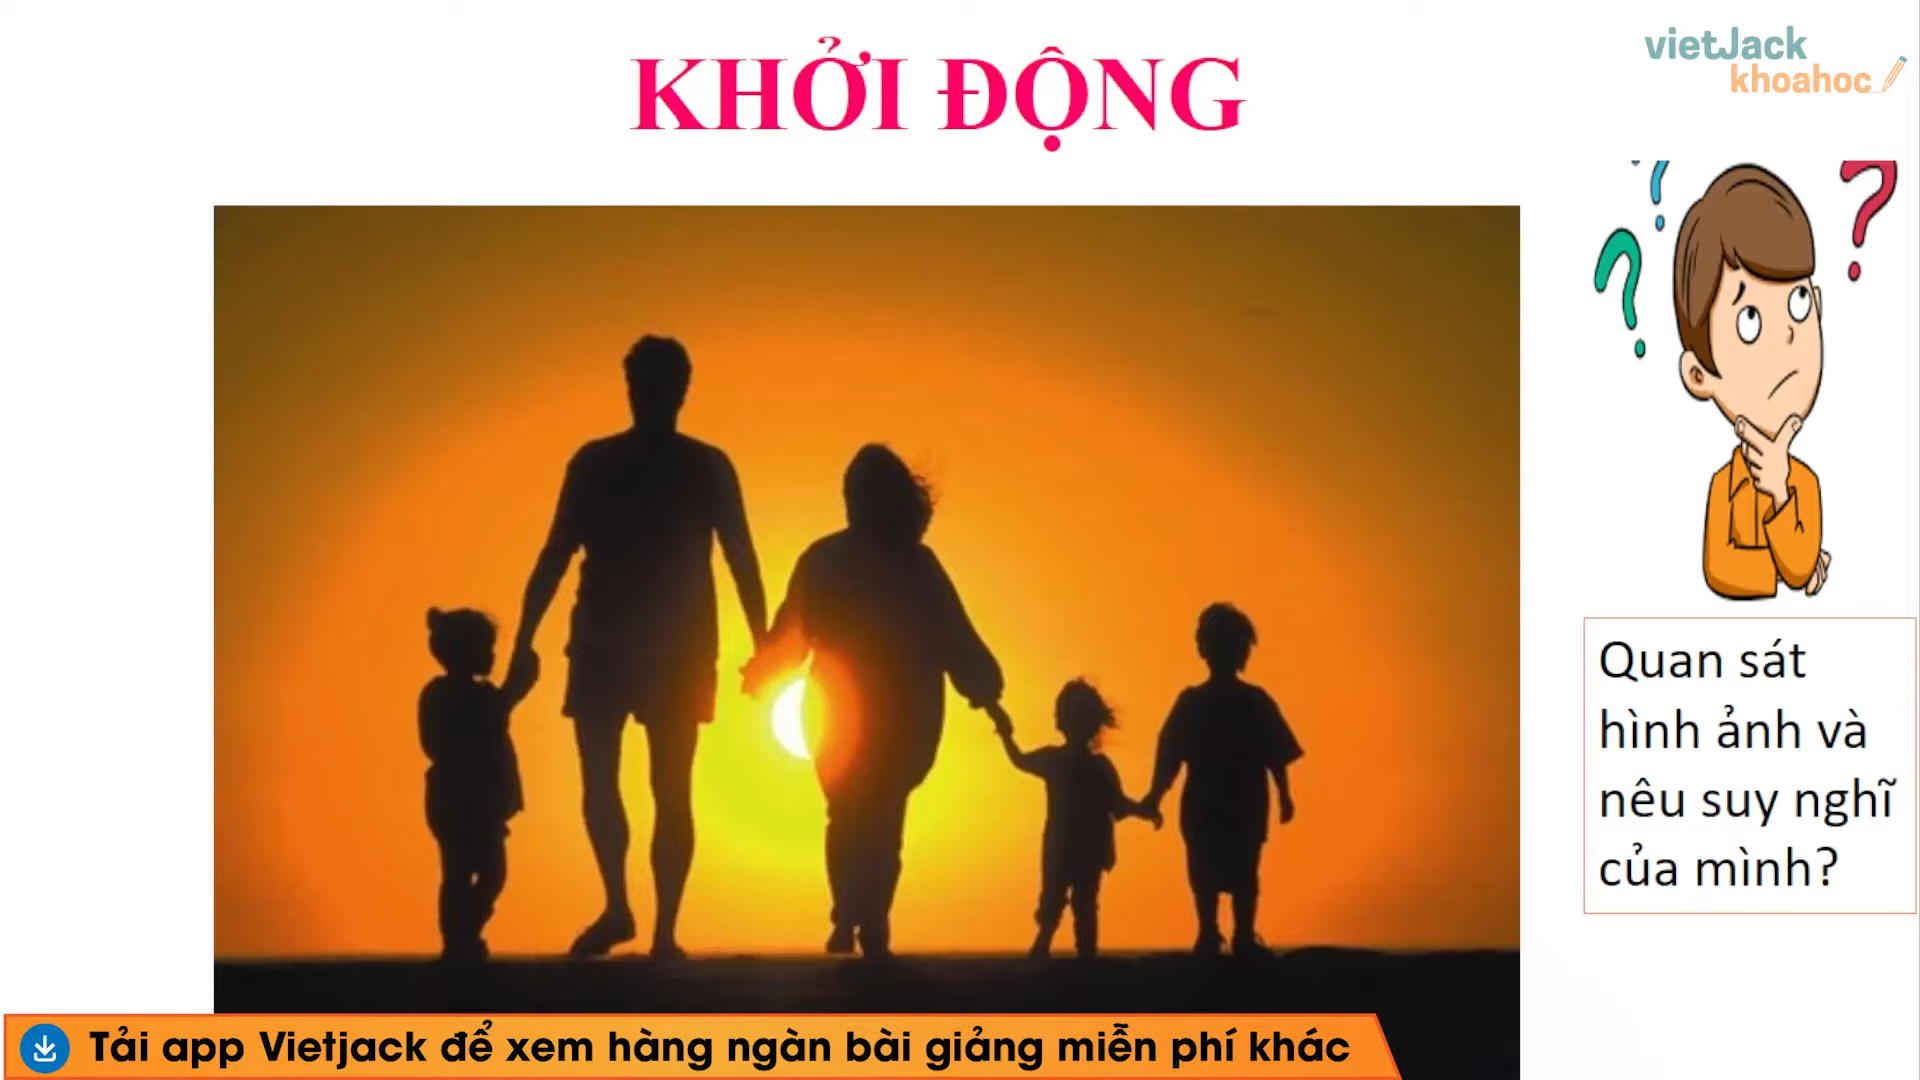 KHỞI ĐỘNG
vietJack
khoahoc
Quan sát
hình ảnh và
nêu suy nghĩ
của mình?
Tải app Vietjack để xem hàng ngàn bài giảng miễn phí khác